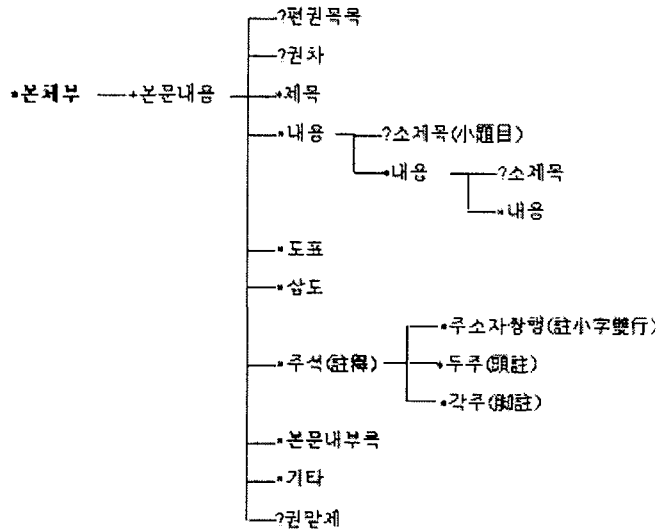 ?편권목록
?권차
*본체부 +본문내용 *제목
*내용 ?소제목(小題目)
*내용 ?소제목
*내용
*도표
*삽도
*주석(註釋) *주소자쌍행(註小字雙行)
*두주(頭註)
*각주(脚註)
*본문내부록
*기타
?권말제